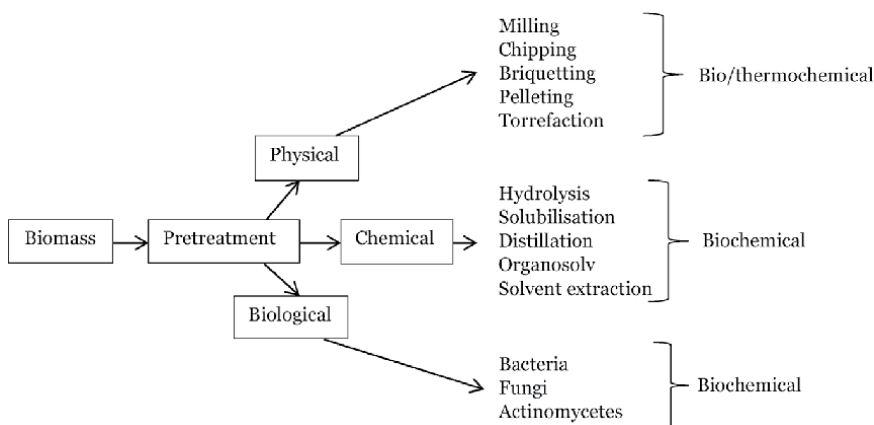 Milling
Chipping
Briquetting
Pelleting
Torrefaction
Bio/thermochemical
Physical
Biomass
Pretreatment
Chemical
Hydrolysis
Solubilisation
Distillation
Organosolv
Solvent extraction
Biochemical
Biological
Bacteria
Fungi
Actinomycetes
Biochemical